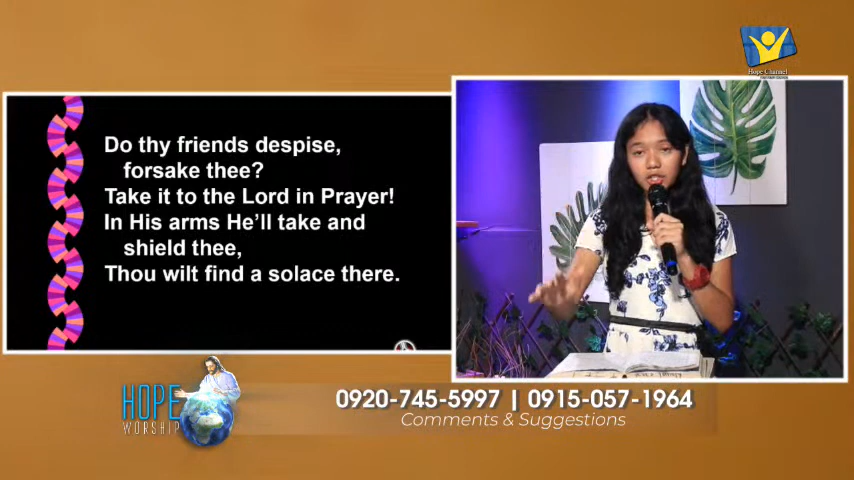 Hope Channel
Do thy friends despise,
forsake thee?
Take it to the Lord in Prayer!
In His arms He'll take and
shield thee,
Thou wilt find a solace there.
HOPE
WORSHIP
0920-745-5997 | 0915-057-1964
Comments & Suggestions